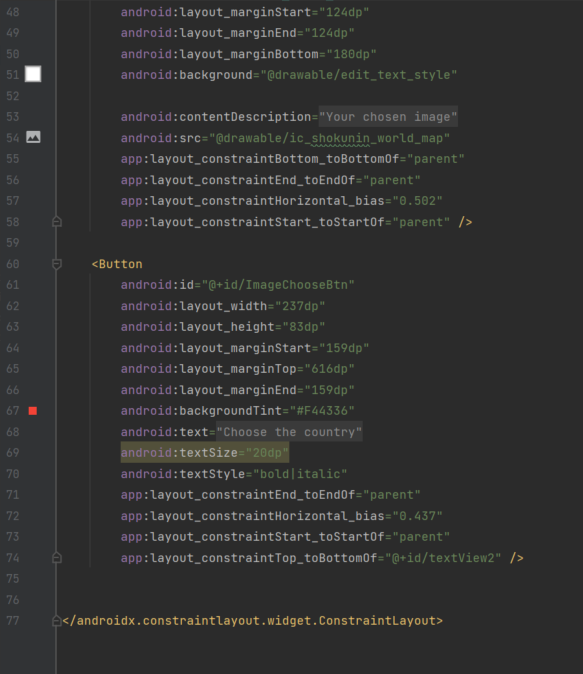 48 android:layout_marginStart="124dp"
49 android:layout_marginEnd="124dp"
50 android:layout_marginBottom="180dp"
51 android:background="@drawable/edit_text_style"
52
53 android:contentDescription="Your chosen image"
54 android:src="@drawable/ic_shokunin_world_map"
55 app:layout_constraintBottom_toBottomOf="parent"
56 app:layout_constraintEnd_toEndOf="parent"
57 app:layout_constraintHorizontal_bias="0.502"
58 app:layout_constraintStart_toStartOf="parent" />
59
60 <Button
61 android:id="@+id/ImageChooseBtn"
62 android:layout_width="237dp"
63 android:layout_height="83dp"
64 android:layout_marginStart="159dp"
65 android:layout_marginTop="616dp"
66 android:layout_marginEnd="159dp"
67 android:backgroundTint="#F44336"
68 android:text="Choose the country"
69 android:textSize="20dp"
70 android:textStyle="bold|italic"
71 app:layout_constraintEnd_toEndOf="parent"
72 app:layout_constraintHorizontal_bias="0.437"
73 app:layout_constraintStart_toStartOf="parent"
74 app:layout_constraintTop_toBottomOf="@+id/textView2" />
75
76
77 </androidx.constraintlayout.widget.ConstraintLayout>